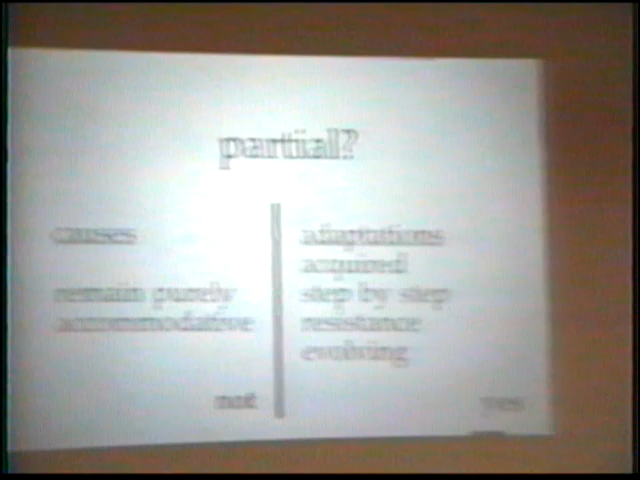 partial?
causes
remain purely
accommodative
not
adaptations
acquired
step by step
resistance
evolving
yes